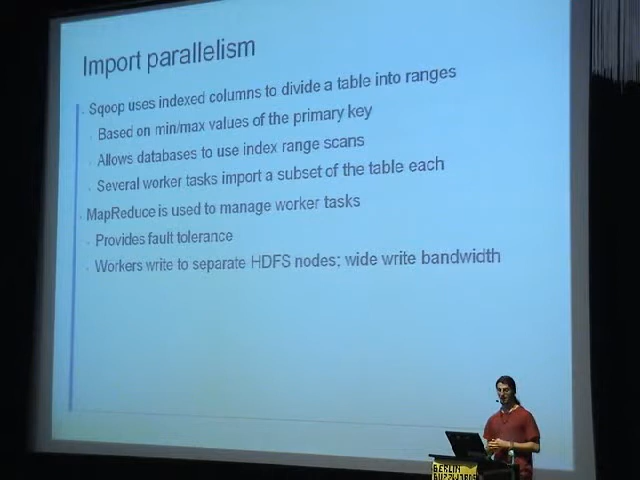 Import parallelism
Sqoop uses indexed columns to divide a table into ranges
Based on min/max values of the primary key
Allows databases to use index range scans
Several worker tasks import a subset of the table each
MapReduce is used to manage worker tasks
Provides fault tolerance
Workers write to separate HDFS nodes; wide write bandwidth
BERLIN
BUZZWORDS